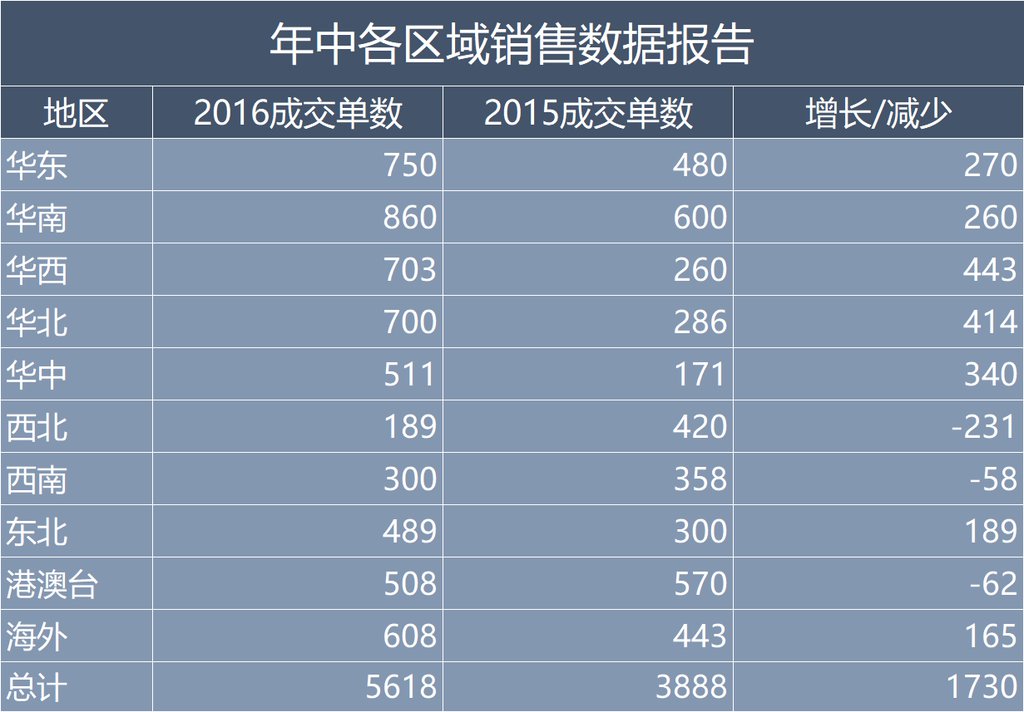 年中各区域销售数据报告
地区 2016成交单数 2015成交单数 增长/减少
华东 750 480 270
华南 860 600 260
华西 703 260 443
华北 700 286 414
华中 511 171 340
西北 189 420 -231
西南 300 358 -58
东北 489 300 189
港澳台 508 570 -62
海外 608 443 165
总计 5618 3888 1730